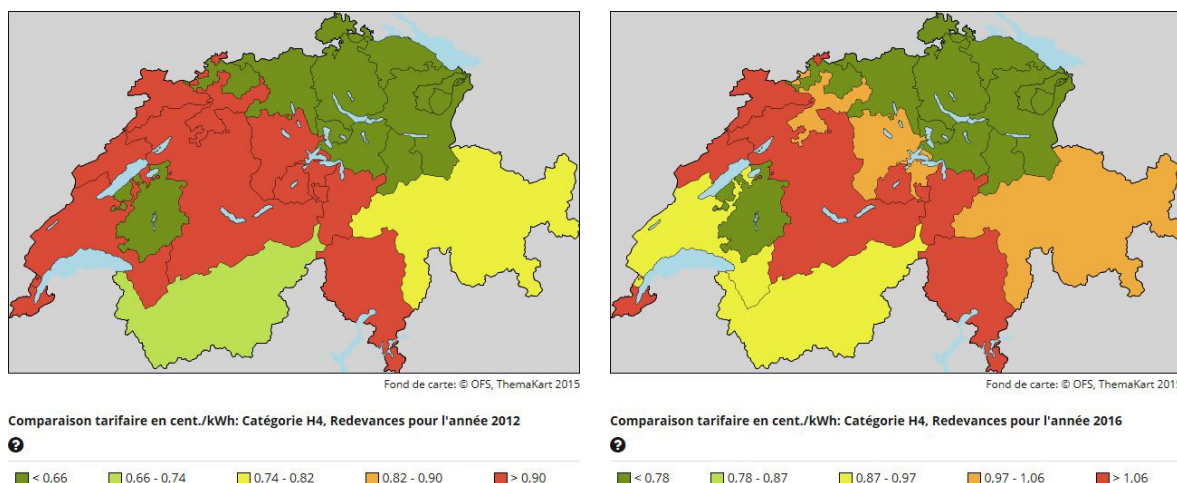 Fond de carte: © OFS, ThemaKart 2015
Comparaison tarifaire en cent./kWh: Catégorie H4, Redevances pour l'année 2012
?
< 0.66 0.66 - 0.74 0.74 - 0.82 0.82 - 0.90 > 0.90
Fond de carte: © OFS, ThemaKart 2015
Comparaison tarifaire en cent./kWh: Catégorie H4, Redevances pour l'année 2016
?
< 0.78 0.78 - 0.87 0.87 - 0.97 0.97 - 1.06 > 1.06